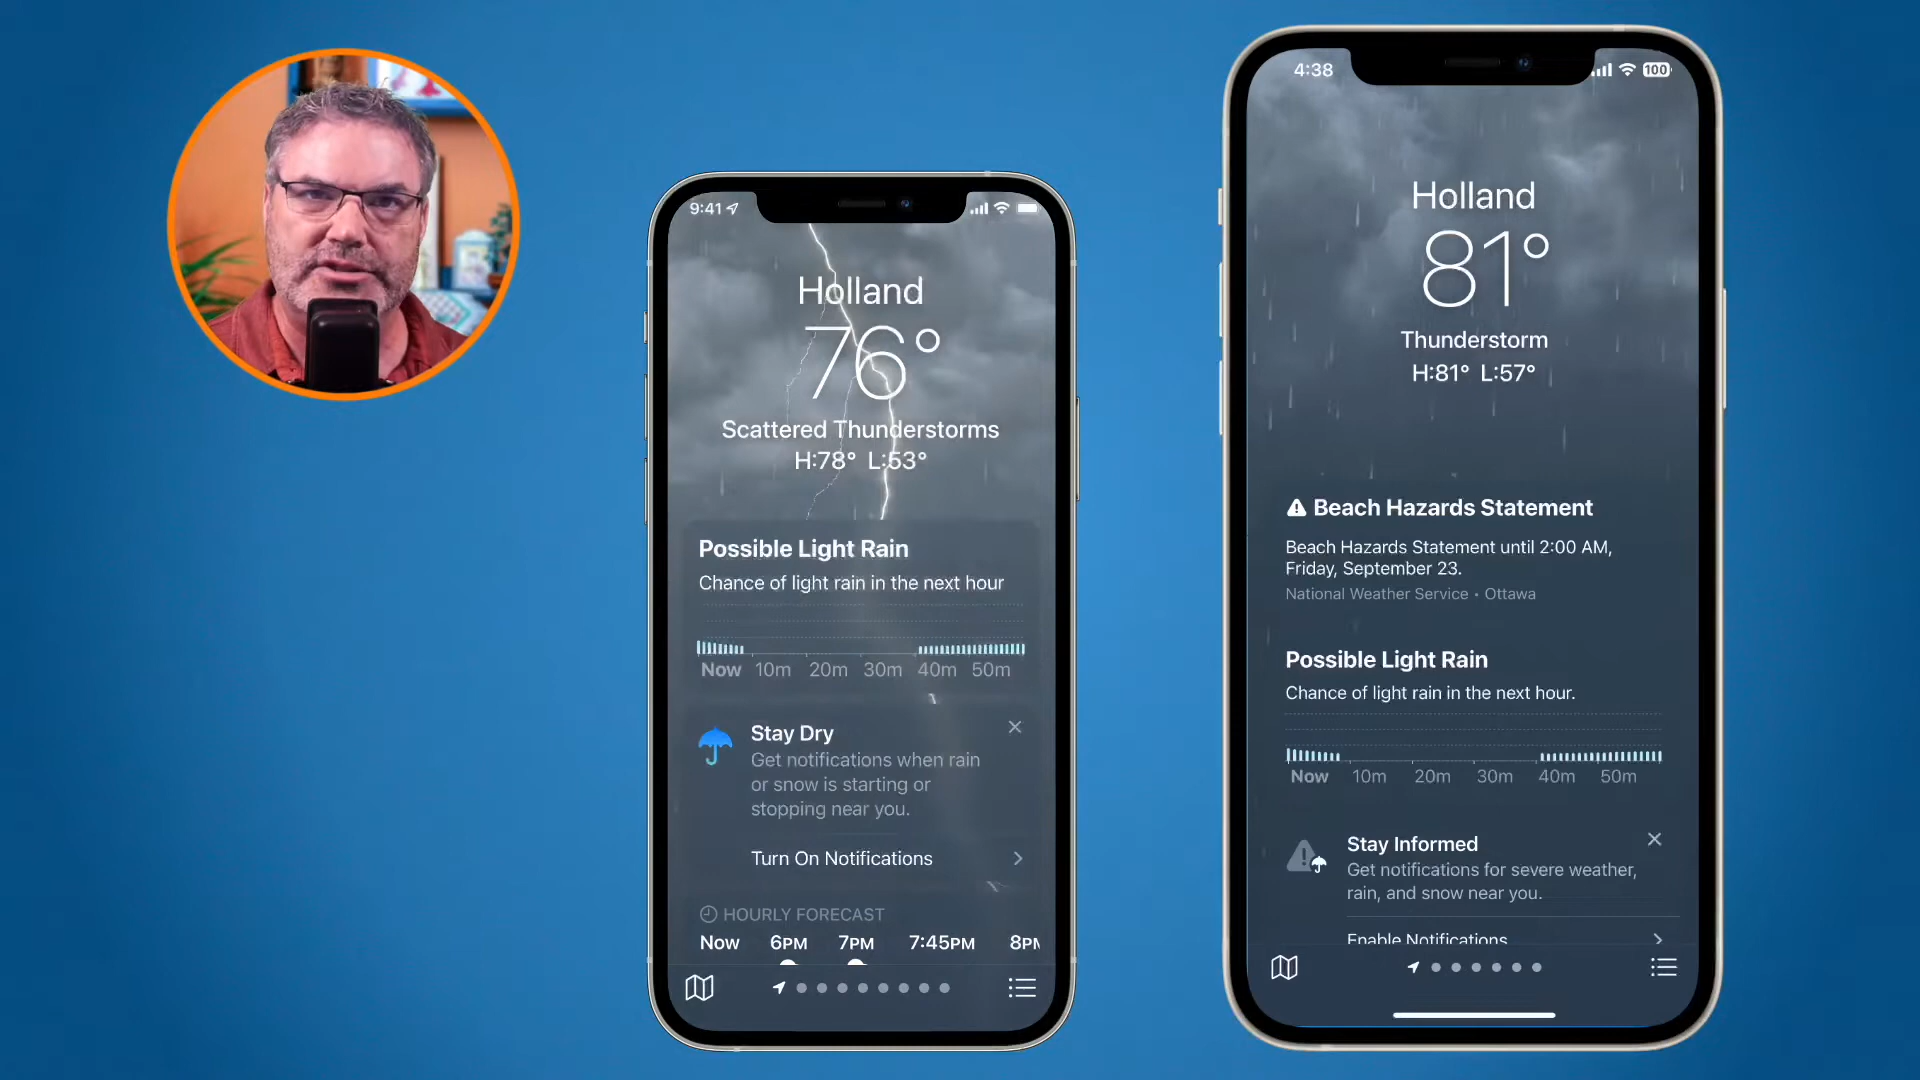 9:41
Holland
76°
Scattered Thunderstorms
H:78° L:53°
Possible Light Rain
Chance of light rain in the next hour
Now 10m 20m 30m 40m 50m
Stay Dry
Get notifications when rain
or snow is starting or
stopping near you.
Turn On Notifications
HOURLY FORECAST
Now 6PM 7PM 7:45PM 8PM
4:38
100
Holland
81°
Thunderstorm
H:81° L:57°
Beach Hazards Statement
Beach Hazards Statement until 2:00 AM,
Friday, September 23.
National Weather Service • Ottawa
Possible Light Rain
Chance of light rain in the next hour.
Now 10m 20m 30m 40m 50m
Stay Informed
Get notifications for severe weather,
rain, and snow near you.
Enable Notifications